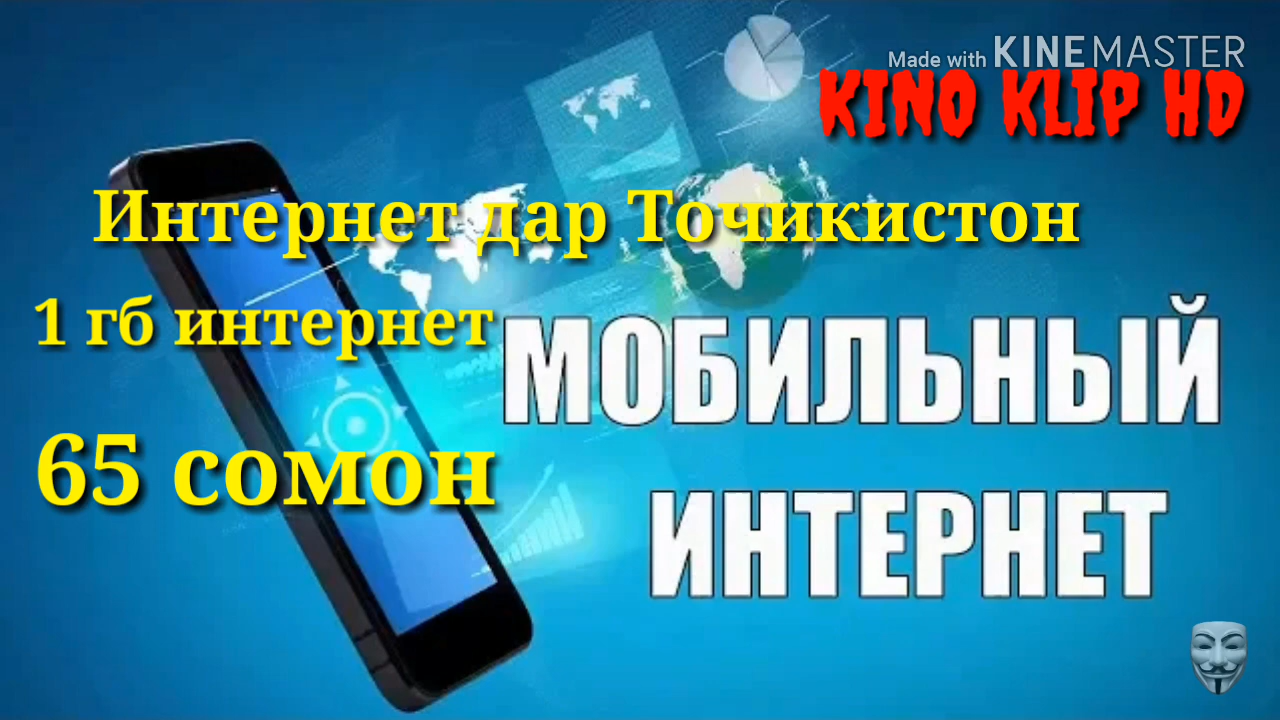 Made with KINEMASTER
KINO KLIP HD
Интернет дар Точикистон
1 гб интернет
65 сомон
МОБИЛЬНЫЙ
ИНТЕРНЕТ